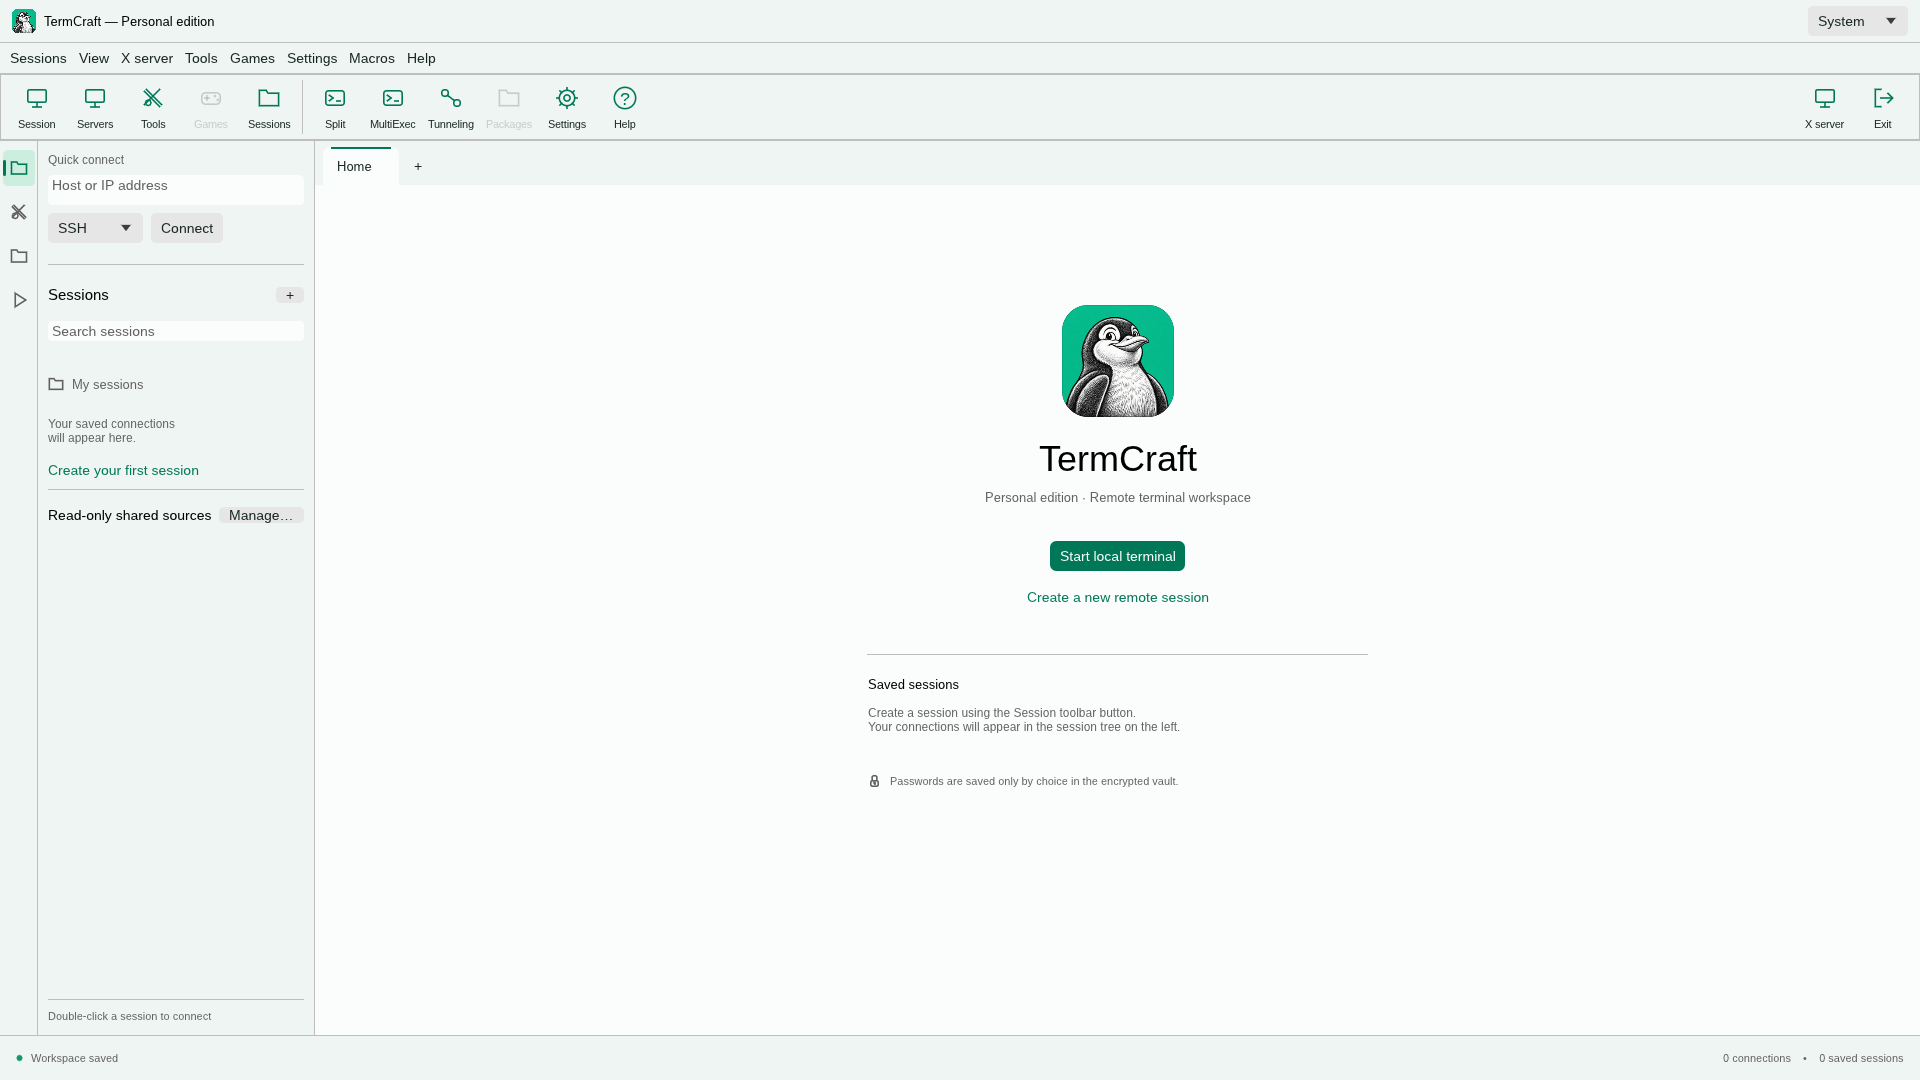 TermCraft — Personal edition
System
Sessions View X server Tools Games Settings Macros Help
Session Servers Tools Games Sessions Split MultiExec Tunneling Packages Settings Help X server Exit
Quick connect
Host or IP address
SSH Connect
Sessions +
Search sessions
My sessions
Your saved connections
will appear here.
Create your first session
Read-only shared sources Manage…
Double-click a session to connect
Home +
TermCraft
Personal edition · Remote terminal workspace
Start local terminal
Create a new remote session
Saved sessions
Create a session using the Session toolbar button.
Your connections will appear in the session tree on the left.
Passwords are saved only by choice in the encrypted vault.
Workspace saved
0 connections • 0 saved sessions